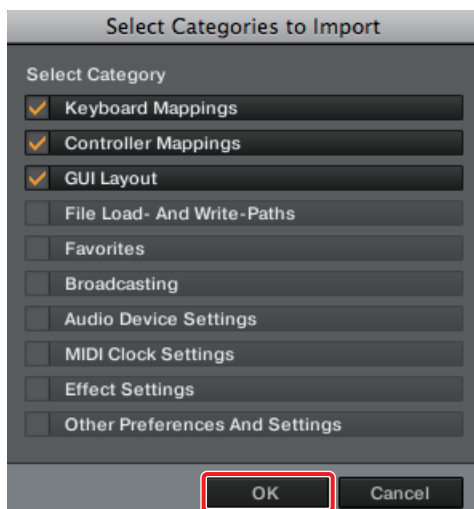 Select Categories to Import
Select Category
Keyboard Mappings
Controller Mappings
GUI Layout
File Load- And Write-Paths
Favorites
Broadcasting
Audio Device Settings
MIDI Clock Settings
Effect Settings
Other Preferences And Settings
OK Cancel